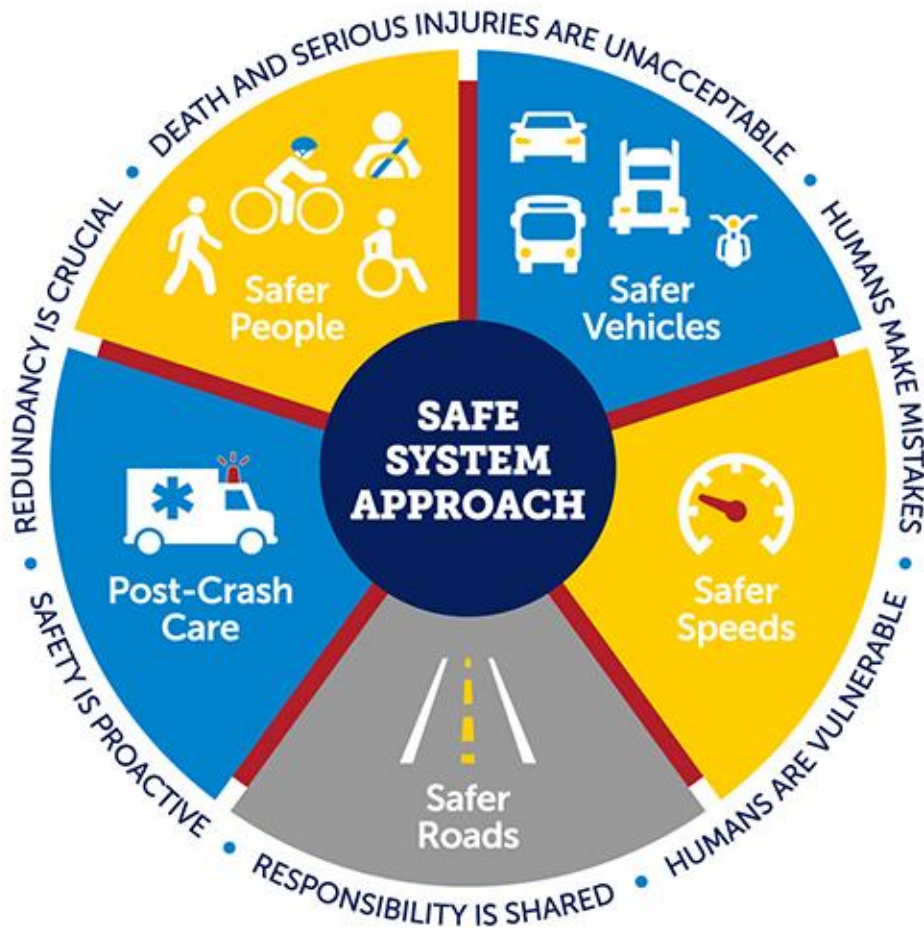 DEATH AND SERIOUS INJURIES ARE UNACCEPTABLE
HUMANS MAKE MISTAKES
HUMANS ARE VULNERABLE
RESPONSIBILITY IS SHARED
SAFETY IS PROACTIVE
REDUNDANCY IS CRUCIAL
Safer
People
Safer
Vehicles
SAFE
SYSTEM
APPROACH
Safer
Speeds
Post-Crash
Care
Safer
Roads